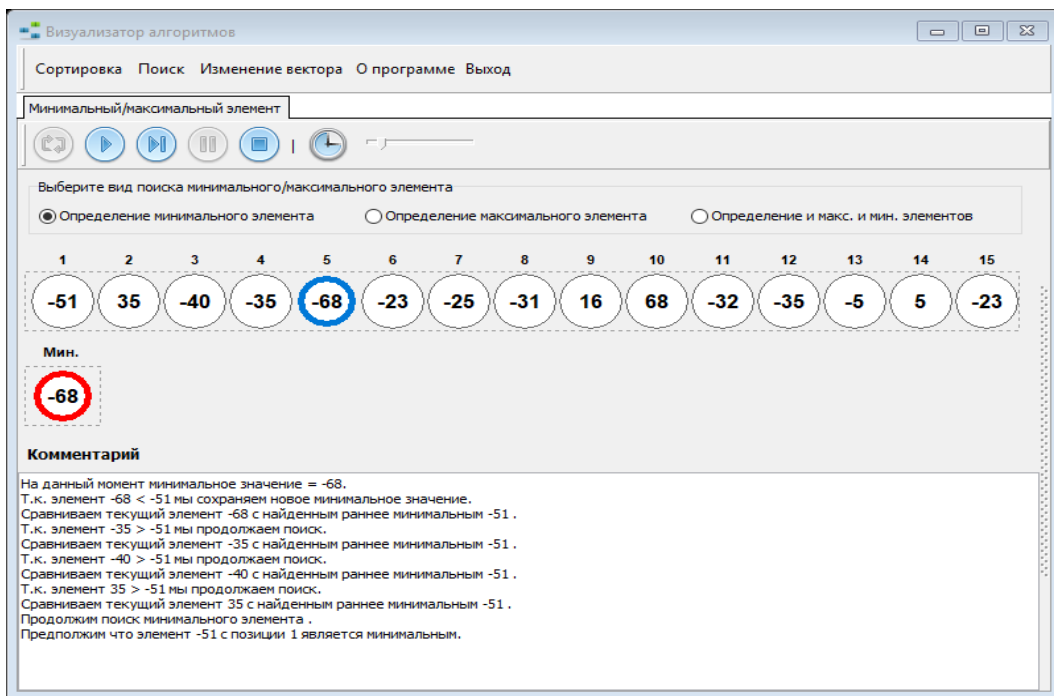 Визуализатор алгоритмов
Сортировка Поиск Изменение вектора О программе Выход
Минимальный/максимальный элемент
Выберите вид поиска минимального/максимального элемента
Определение минимального элемента Определение максимального элемента Определение и макс. и мин. элементов
1 2 3 4 5 6 7 8 9 10 11 12 13 14 15
-51 35 -40 -35 -68 -23 -25 -31 16 68 -32 -35 -5 5 -23
Мин.
-68
Комментарий
На данный момент минимальное значение = -68.
Т.к. элемент -68 < -51 мы сохраняем новое минимальное значение.
Сравниваем текущий элемент -68 с найденным раннее минимальным -51 .
Т.к. элемент -35 > -51 мы продолжаем поиск.
Сравниваем текущий элемент -35 с найденным раннее минимальным -51 .
Т.к. элемент -40 > -51 мы продолжаем поиск.
Сравниваем текущий элемент -40 с найденным раннее минимальным -51 .
Т.к. элемент 35 > -51 мы продолжаем поиск.
Сравниваем текущий элемент 35 с найденным раннее минимальным -51 .
Продолжим поиск минимального элемента .
Предположим что элемент -51 с позиции 1 является минимальным.